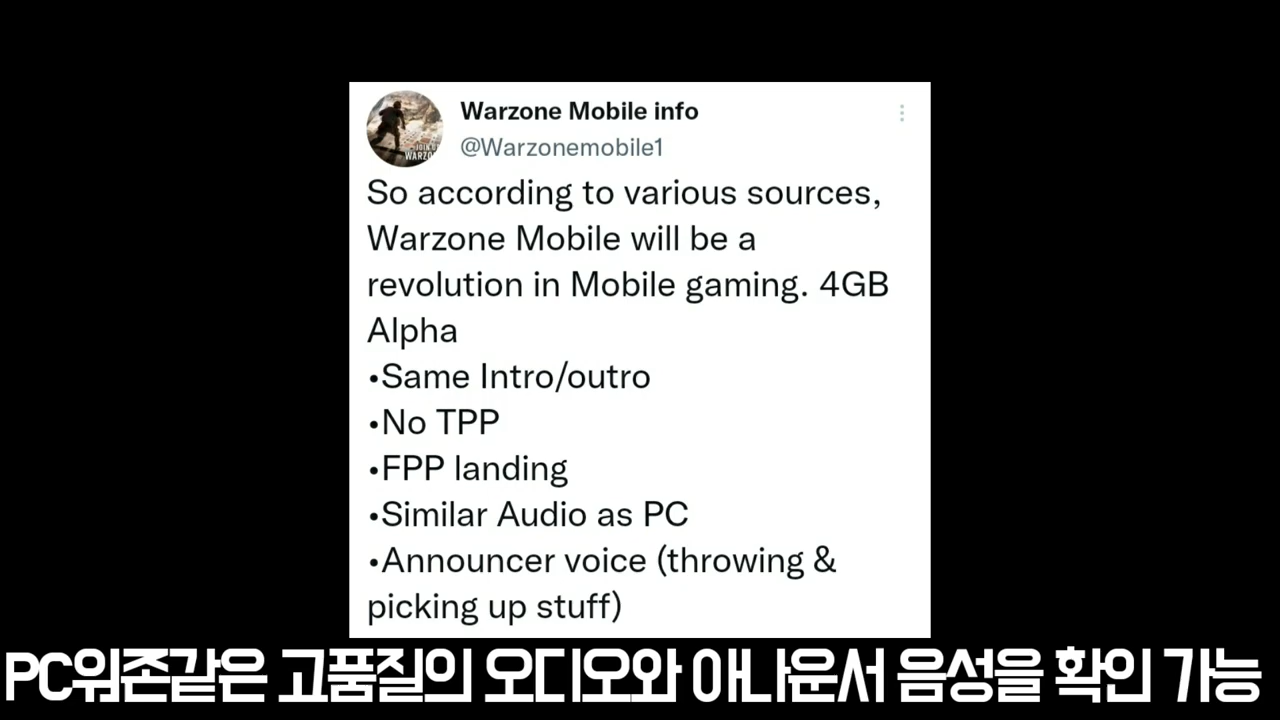 Warzone Mobile info
@Warzonemobile1
So according to various sources,
Warzone Mobile will be a
revolution in Mobile gaming. 4GB
Alpha
•Same Intro/outro
•No TPP
•FPP landing
•Similar Audio as PC
•Announcer voice (throwing &
picking up stuff)
PC워존같은 고품질의 오디오와 애나운서 음성을 확인 가능